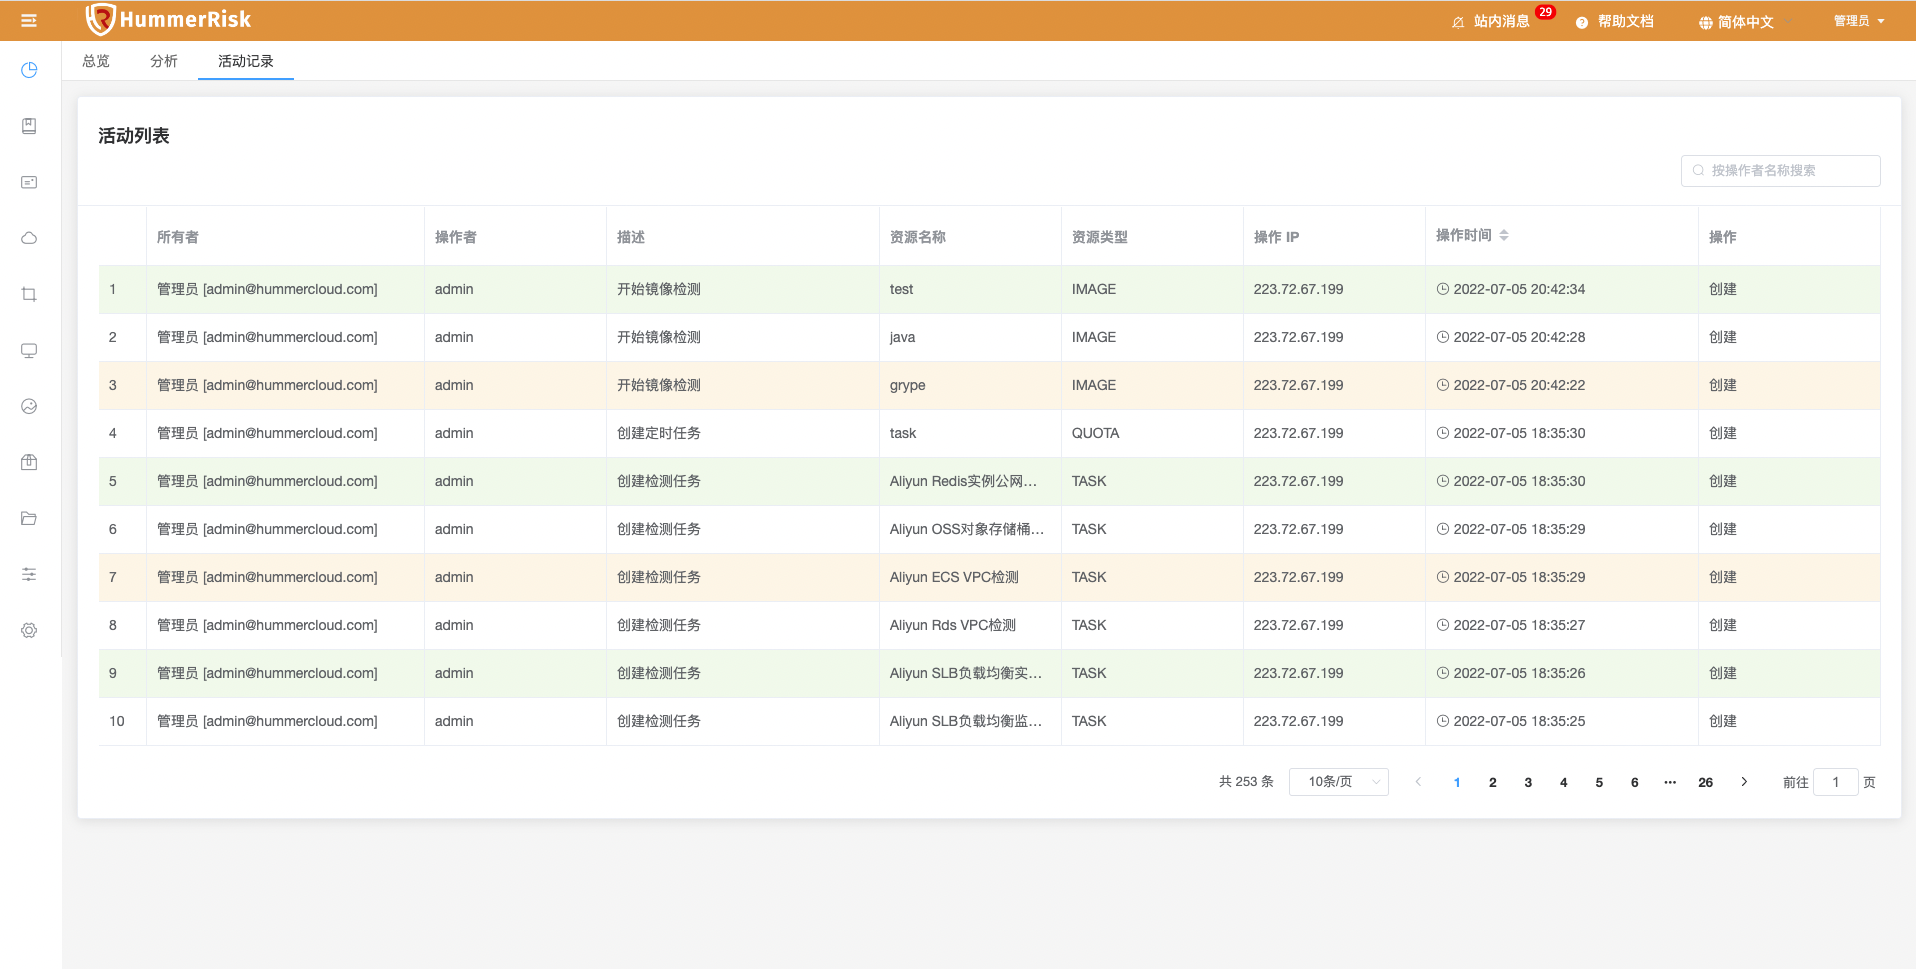 HummerRisk
站内消息 29 帮助文档 简体中文 管理员
总览 分析 活动记录
活动列表
按操作者名称搜索
所有者 操作者 描述 资源名称 资源类型 操作 IP 操作时间 操作
1 管理员 [admin@hummercloud.com] admin 开始镜像检测 test IMAGE 223.72.67.199 2022-07-05 20:42:34 创建
2 管理员 [admin@hummercloud.com] admin 开始镜像检测 java IMAGE 223.72.67.199 2022-07-05 20:42:28 创建
3 管理员 [admin@hummercloud.com] admin 开始镜像检测 grype IMAGE 223.72.67.199 2022-07-05 20:42:22 创建
4 管理员 [admin@hummercloud.com] admin 创建定时任务 task QUOTA 223.72.67.199 2022-07-05 18:35:30 创建
5 管理员 [admin@hummercloud.com] admin 创建检测任务 Aliyun Redis实例公网... TASK 223.72.67.199 2022-07-05 18:35:30 创建
6 管理员 [admin@hummercloud.com] admin 创建检测任务 Aliyun OSS对象存储桶... TASK 223.72.67.199 2022-07-05 18:35:29 创建
7 管理员 [admin@hummercloud.com] admin 创建检测任务 Aliyun ECS VPC检测 TASK 223.72.67.199 2022-07-05 18:35:29 创建
8 管理员 [admin@hummercloud.com] admin 创建检测任务 Aliyun Rds VPC检测 TASK 223.72.67.199 2022-07-05 18:35:27 创建
9 管理员 [admin@hummercloud.com] admin 创建检测任务 Aliyun SLB负载均衡实... TASK 223.72.67.199 2022-07-05 18:35:26 创建
10 管理员 [admin@hummercloud.com] admin 创建检测任务 Aliyun SLB负载均衡监... TASK 223.72.67.199 2022-07-05 18:35:25 创建
共 253 条 10条/页 1 2 3 4 5 6 ··· 26 前往 1 页